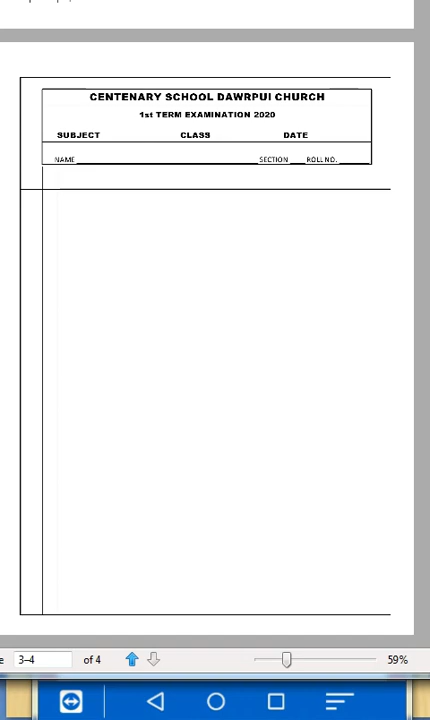 CENTENARY SCHOOL DAWRPUI CHURCH
1st TERM EXAMINATION 2020
SUBJECT CLASS DATE
NAME SECTION ROLL NO.
3–4 of 4 59%